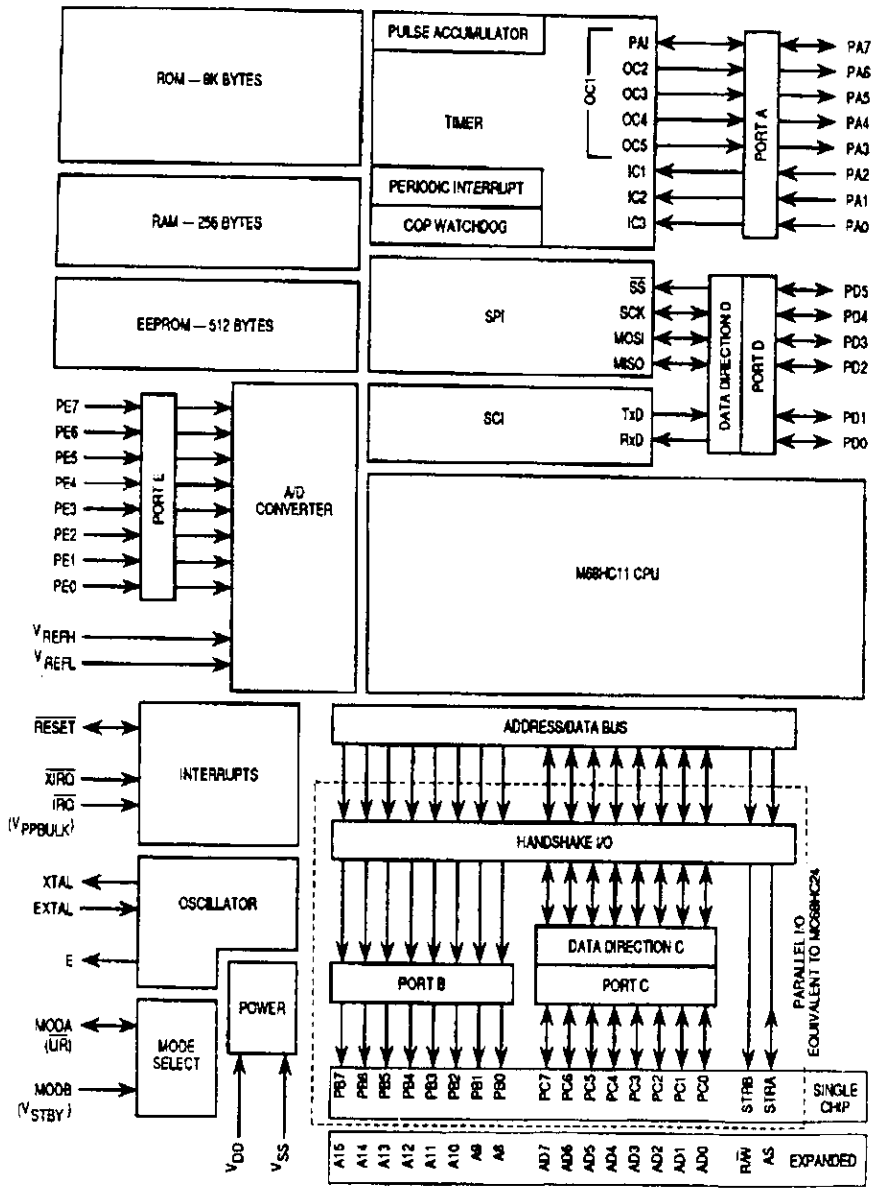 ROM — 8K BYTES
RAM — 256 BYTES
EEPROM — 512 BYTES
PULSE ACCUMULATOR
TIMER
PERIODIC INTERRUPT
COP WATCHDOG
OC1
PAI
OC2
OC3
OC4
OC5
IC1
IC2
IC3
PORT A
PA7
PA6
PA5
PA4
PA3
PA2
PA1
PA0
SPI
SS
SCK
MOSI
MISO
SCI
TxD
RxD
DATA DIRECTION D
PORT D
PD5
PD4
PD3
PD2
PD1
PD0
PE7
PE6
PE5
PE4
PE3
PE2
PE1
PE0
PORT E
A/D
CONVERTER
VREFH
VREFL
M68HC11 CPU
RESET
XIRQ
IRQ
(VPPBULK)
INTERRUPTS
XTAL
EXTAL
E
OSCILLATOR
MODA
(LIR)
MODB
(VSTBY)
MODE
SELECT
POWER
VDD
VSS
ADDRESS/DATA BUS
HANDSHAKE I/O
DATA DIRECTION C
PORT B
PORT C
PARALLEL I/O
EQUIVALENT TO MC68HC24
PB7 PB6 PB5 PB4 PB3 PB2 PB1 PB0 PC7 PC6 PC5 PC4 PC3 PC2 PC1 PC0 STRB STRA
SINGLE
CHIP
A15 A14 A13 A12 A11 A10 A9 A8 AD7 AD6 AD5 AD4 AD3 AD2 AD1 AD0 R/W AS EXPANDED